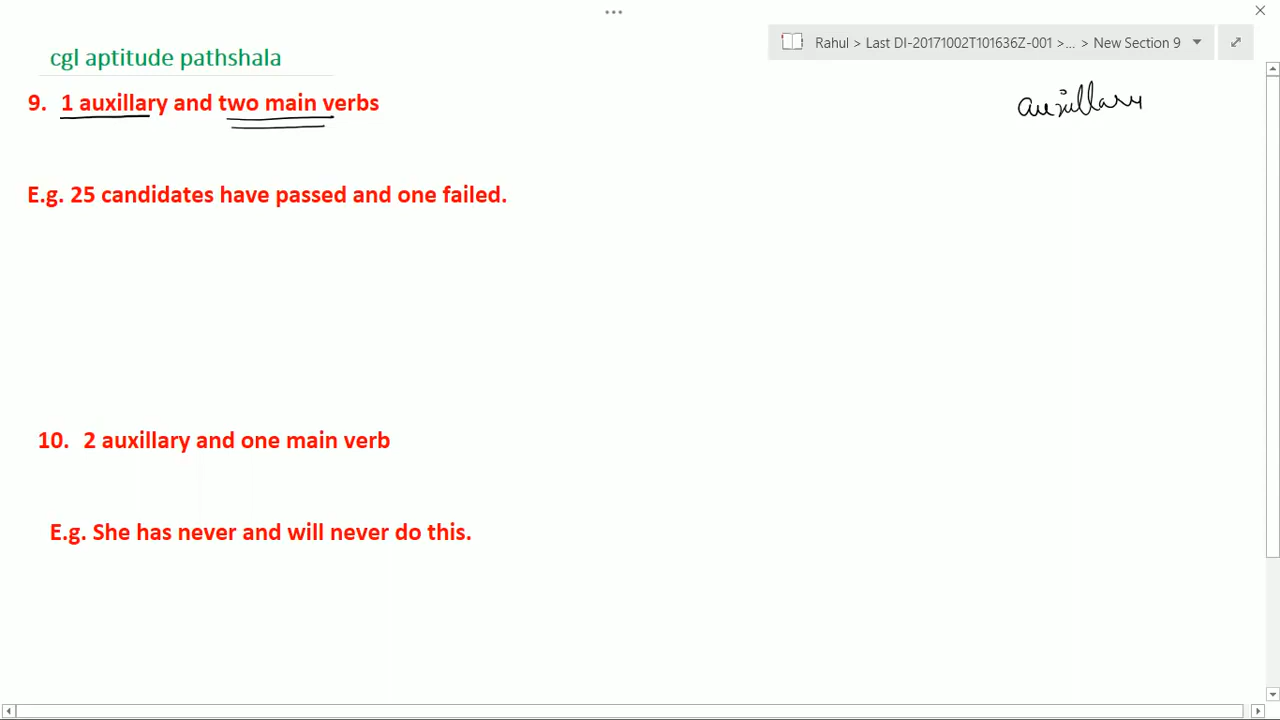 cgl aptitude pathshala
Rahul > Last DI-20171002T101636Z-001 >... > New Section 9
9. 1 auxillary and two main verbs
auxillary
E.g. 25 candidates have passed and one failed.
10. 2 auxillary and one main verb
E.g. She has never and will never do this.